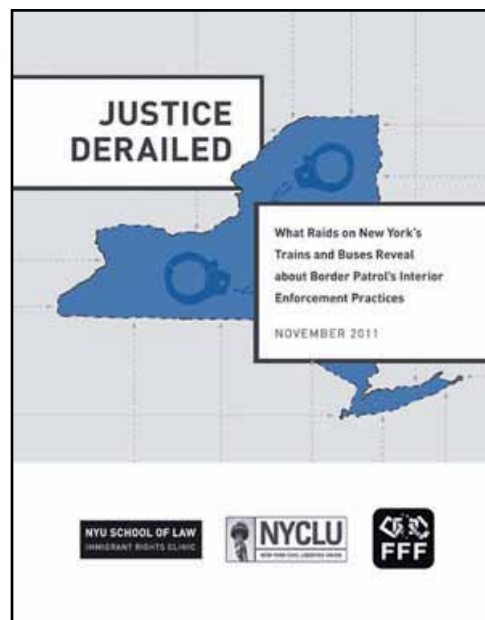 JUSTICE
DERAILED
What Raids on New York's
Trains and Buses Reveal
about Border Patrol's Interior
Enforcement Practices
NOVEMBER 2011
NYU SCHOOL OF LAW
IMMIGRANT RIGHTS CLINIC
NYCLU
NEW YORK CIVIL LIBERTIES UNION
FFF